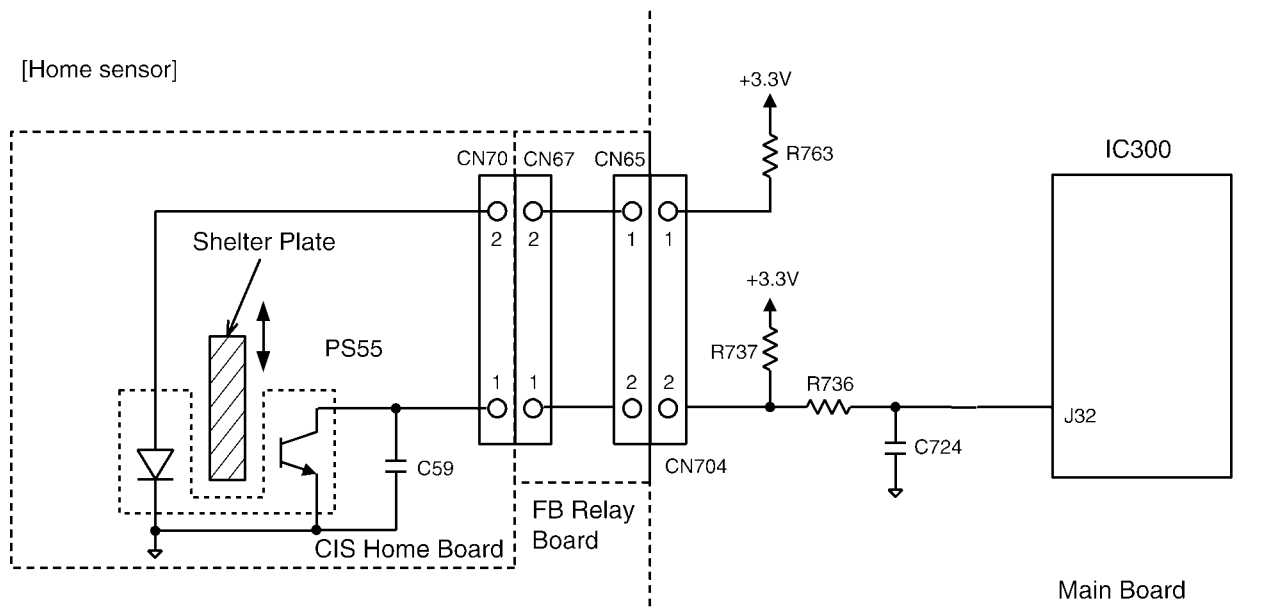 [Home sensor]
+3.3V
R763
IC300
CN70
CN67
CN65
2
2
1
1
Shelter Plate
+3.3V
PS55
R737
1
1
2
2
R736
J32
C59
CN704
C724
FB Relay
Board
CIS Home Board
Main Board